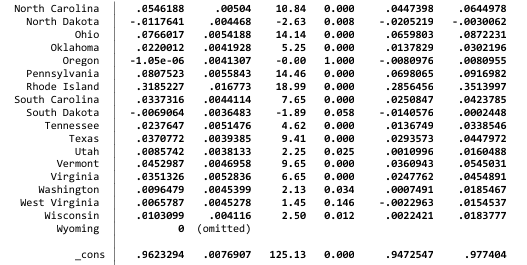 North Carolina .0546188 .00504 10.84 0.000 .0447398 .0644978
North Dakota -.0117641 .004468 -2.63 0.008 -.0205219 -.0030062
Ohio .0766017 .0054188 14.14 0.000 .0659803 .0872231
Oklahoma .0220012 .0041928 5.25 0.000 .0137829 .0302196
Oregon -1.05e-06 .0041307 -0.00 1.000 -.0080976 .0080955
Pennsylvania .0807523 .0055843 14.46 0.000 .0698065 .0916982
Rhode Island .3185227 .016773 18.99 0.000 .2856456 .3513997
South Carolina .0337316 .0044114 7.65 0.000 .0250847 .0423785
South Dakota -.0069064 .0036483 -1.89 0.058 -.0140576 .0002448
Tennessee .0237647 .0051476 4.62 0.000 .0136749 .0338546
Texas .0370772 .0039385 9.41 0.000 .0293573 .0447972
Utah .0085742 .0038133 2.25 0.025 .0010996 .0160488
Vermont .0452987 .0046958 9.65 0.000 .0360943 .0545031
Virginia .0351326 .0052836 6.65 0.000 .0247762 .0454891
Washington .0096479 .0045399 2.13 0.034 .0007491 .0185467
West Virginia .0065787 .0045278 1.45 0.146 -.0022963 .0154537
Wisconsin .0103099 .004116 2.50 0.012 .0022421 .0183777
Wyoming 0 (omitted)
_cons .9623294 .0076907 125.13 0.000 .9472547 .977404